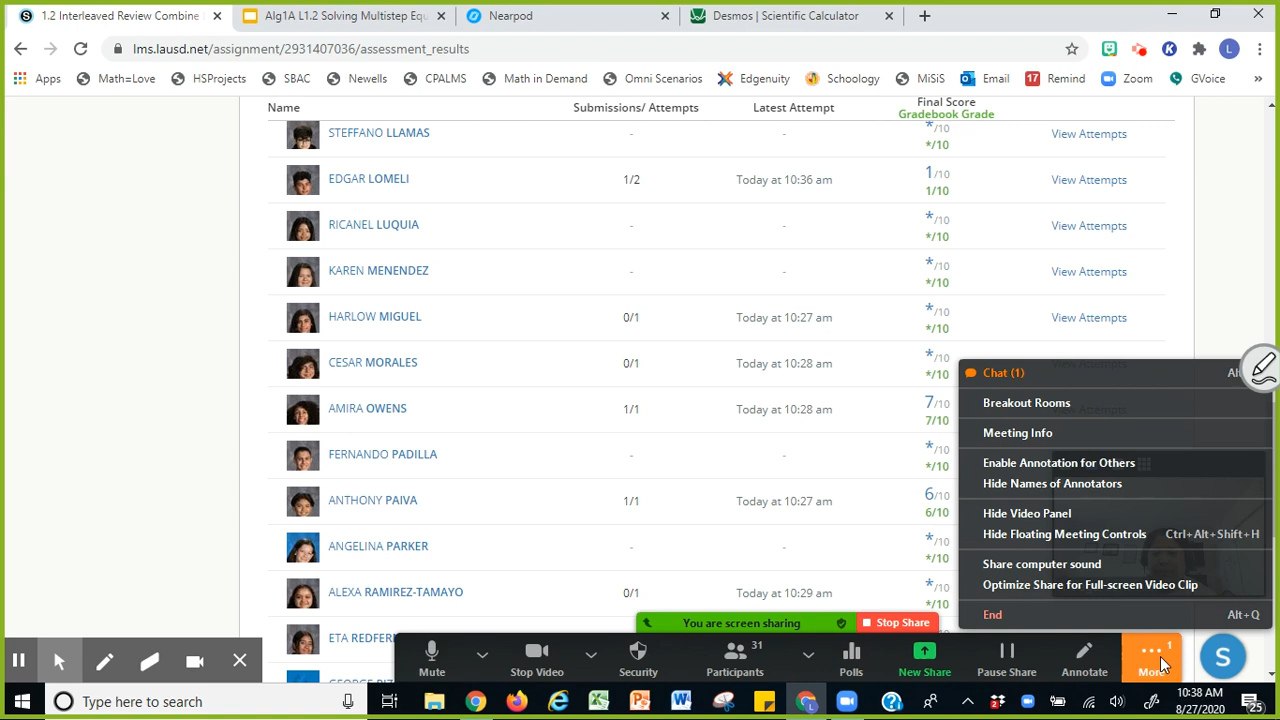 1.2 Interleaved Review Combine
Alg1A L1.2 Solving Multistep Equ
Nearpod
Desmos | Scientific Calculator
lms.lausd.net/assignment/2931407036/assessment_results
Apps Math=Love HSProjects SBAC Newells CPALMS Math in Demand Omni Scenarios Edgenuity Schoology MiSiS Email 17 Remind Zoom GVoice »
Name Submissions/ Attempts Latest Attempt Final Score
Gradebook Grade
STEFFANO LLAMAS - - */10 View Attempts
*/10
EDGAR LOMELI 1/2 Today at 10:36 am 1/10 View Attempts
1/10
RICANEL LUQUIA - - */10 View Attempts
*/10
KAREN MENENDEZ - - */10 View Attempts
*/10
HARLOW MIGUEL 0/1 Today at 10:27 am */10 View Attempts
*/10
CESAR MORALES 0/1 Today at 10:28 am */10
*/10
AMIRA OWENS 1/1 Today at 10:28 am 7/10
7/10
FERNANDO PADILLA - - */10
*/10
ANTHONY PAIVA 1/1 Today at 10:27 am 6/10
6/10
ANGELINA PARKER - - */10
*/10
ALEXA RAMIREZ-TAMAYO 0/1 Today at 10:29 am */10
*/10
ETA REDFER
Chat (1) Al
Breakout Rooms
Meeting Info
Enable Annotation for Others
Hide Names of Annotators
Hide Video Panel
Hide Floating Meeting Controls Ctrl+Alt+Shift+H
Share computer sound
Optimize Share for Full-screen Video Clip
End Alt+Q
You are screen sharing Stop Share
Mute Stop Video Security Participants 31 Polls New Share Pause Share Annotate More 1
S
L
Type here to search
10:38 AM
8/27/2020
25